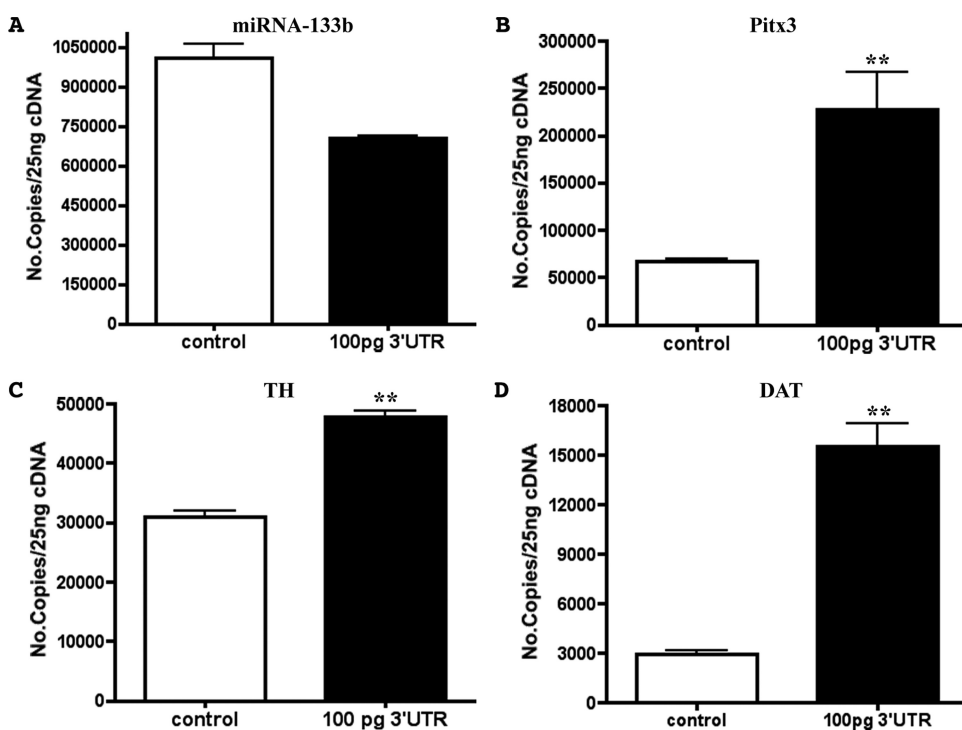 A
miRNA-133b
No.Copies/25ng cDNA
1050000
900000
750000
600000
450000
300000
150000
0
control
100pg 3'UTR
B
Pitx3
No.Copies/25ng cDNA
300000
250000
200000
150000
100000
50000
0
**
control
100pg 3'UTR
C
TH
No.Copies/25ng cDNA
50000
40000
30000
20000
10000
0
**
control
100 pg 3'UTR
D
DAT
No.Copies/25ng cDNA
18000
15000
12000
9000
6000
3000
0
**
control
100pg 3'UTR